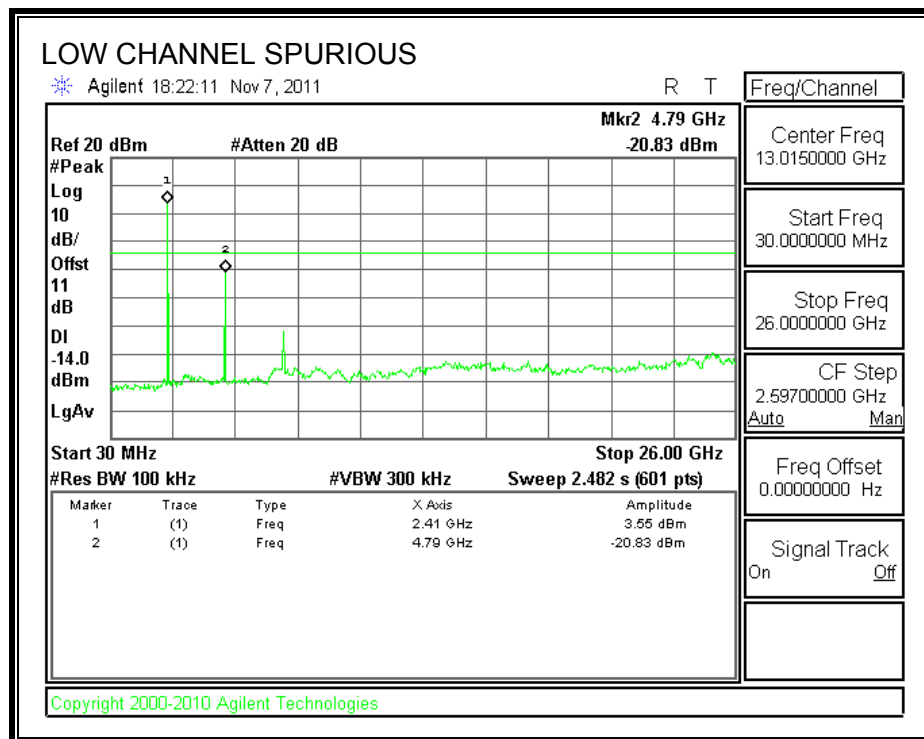 LOW CHANNEL SPURIOUS
Agilent 18:22:11 Nov 7, 2011 R T
Mkr2 4.79 GHz
Ref 20 dBm #Atten 20 dB -20.83 dBm
#Peak
Log
10
dB/
Offst
11
dB
DI
-14.0
dBm
LgAv
1
2
Start 30 MHz Stop 26.00 GHz
#Res BW 100 kHz #VBW 300 kHz Sweep 2.482 s (601 pts)
Marker Trace Type X Axis Amplitude
1 (1) Freq 2.41 GHz 3.55 dBm
2 (1) Freq 4.79 GHz -20.83 dBm
Freq/Channel
Center Freq
13.0150000 GHz
Start Freq
30.0000000 MHz
Stop Freq
26.0000000 GHz
CF Step
2.59700000 GHz
Auto Man
Freq Offset
0.00000000 Hz
Signal Track
On Off
Copyright 2000-2010 Agilent Technologies